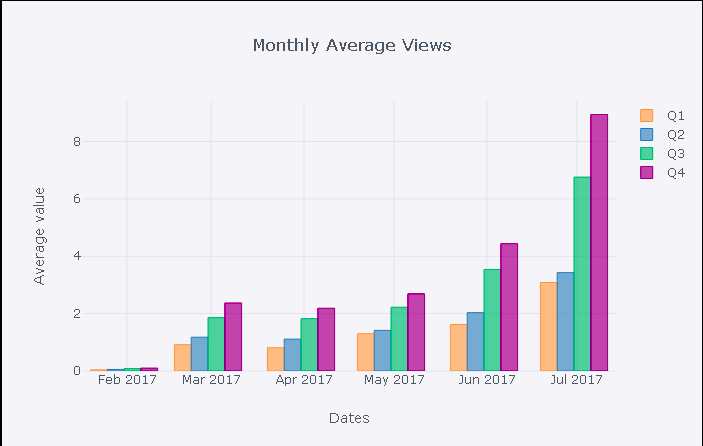 Monthly Average Views
Q1
Q2
Q3
Q4
Average value
8
6
4
2
0
Feb 2017 Mar 2017 Apr 2017 May 2017 Jun 2017 Jul 2017
Dates